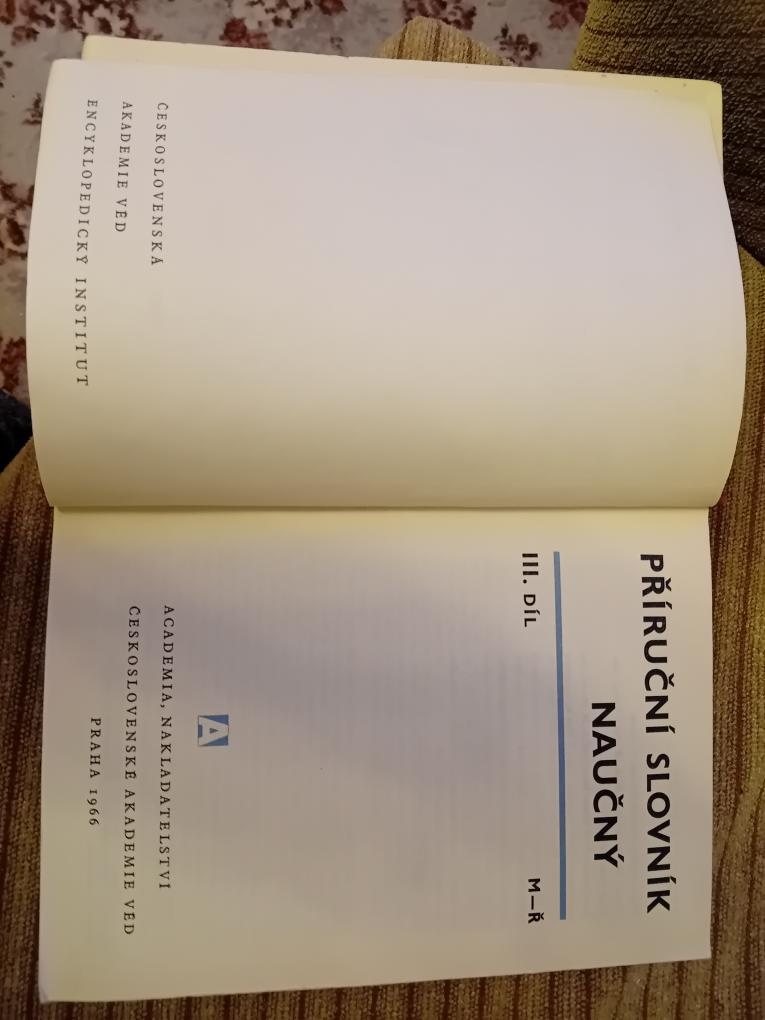 ČESKOSLOVENSKÁ
AKADEMIE VĚD
ENCYKLOPEDICKÝ INSTITUT
PŘÍRUČNÍ SLOVNÍK
NAUČNÝ
III. DÍL M–Ř
A
ACADEMIA, NAKLADATELSTVÍ
ČESKOSLOVENSKÉ AKADEMIE VĚD
PRAHA 1966